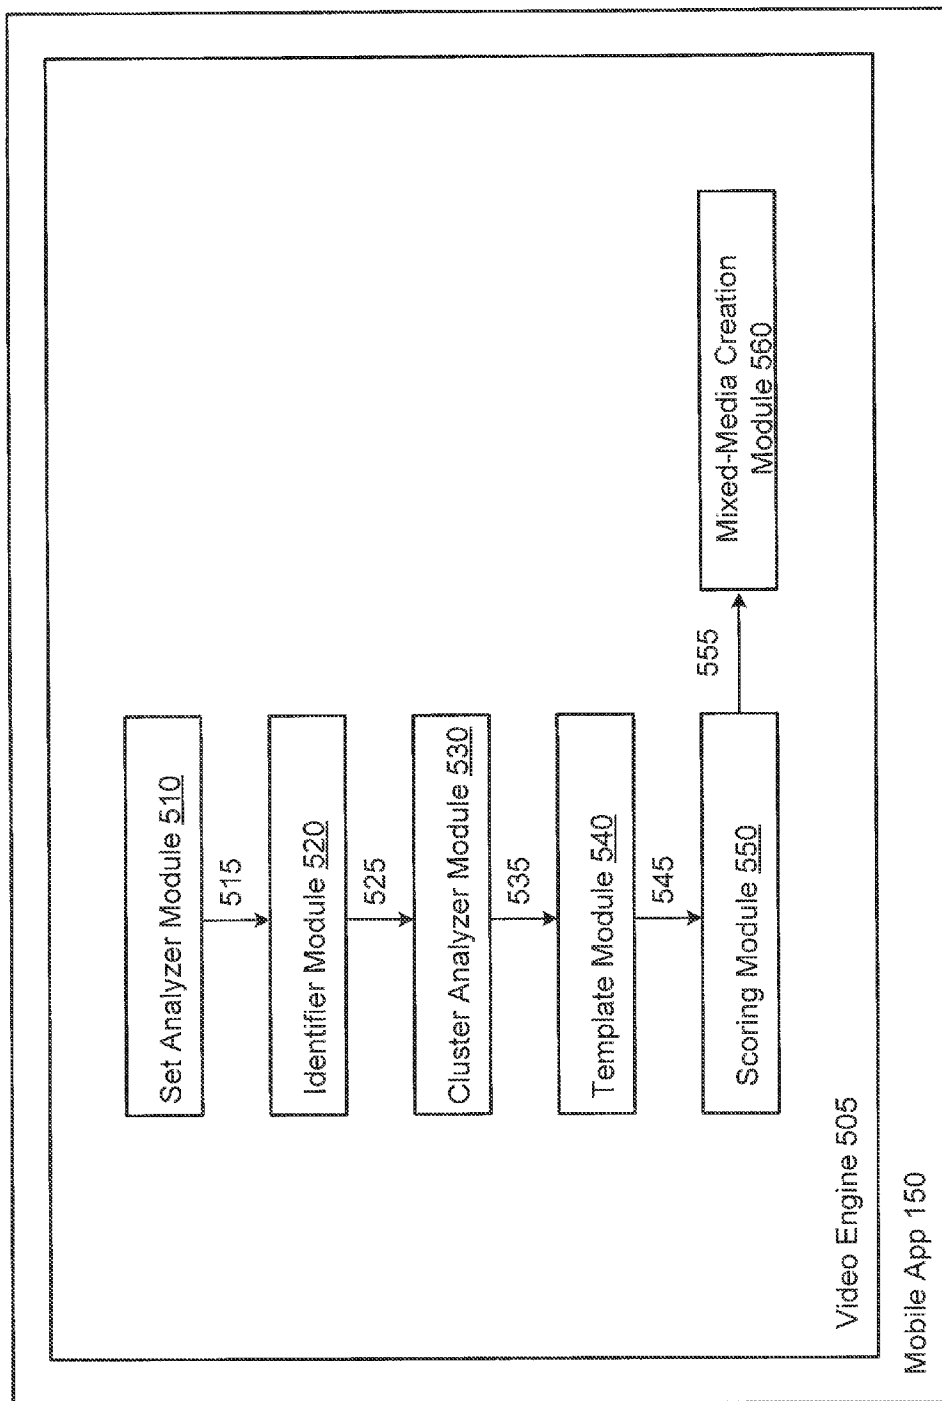 Set Analyzer Module 510
515
Identifier Module 520
525
Cluster Analyzer Module 530
535
Template Module 540
545
Scoring Module 550
555
Mixed-Media Creation
Module 560
Video Engine 505
Mobile App 150